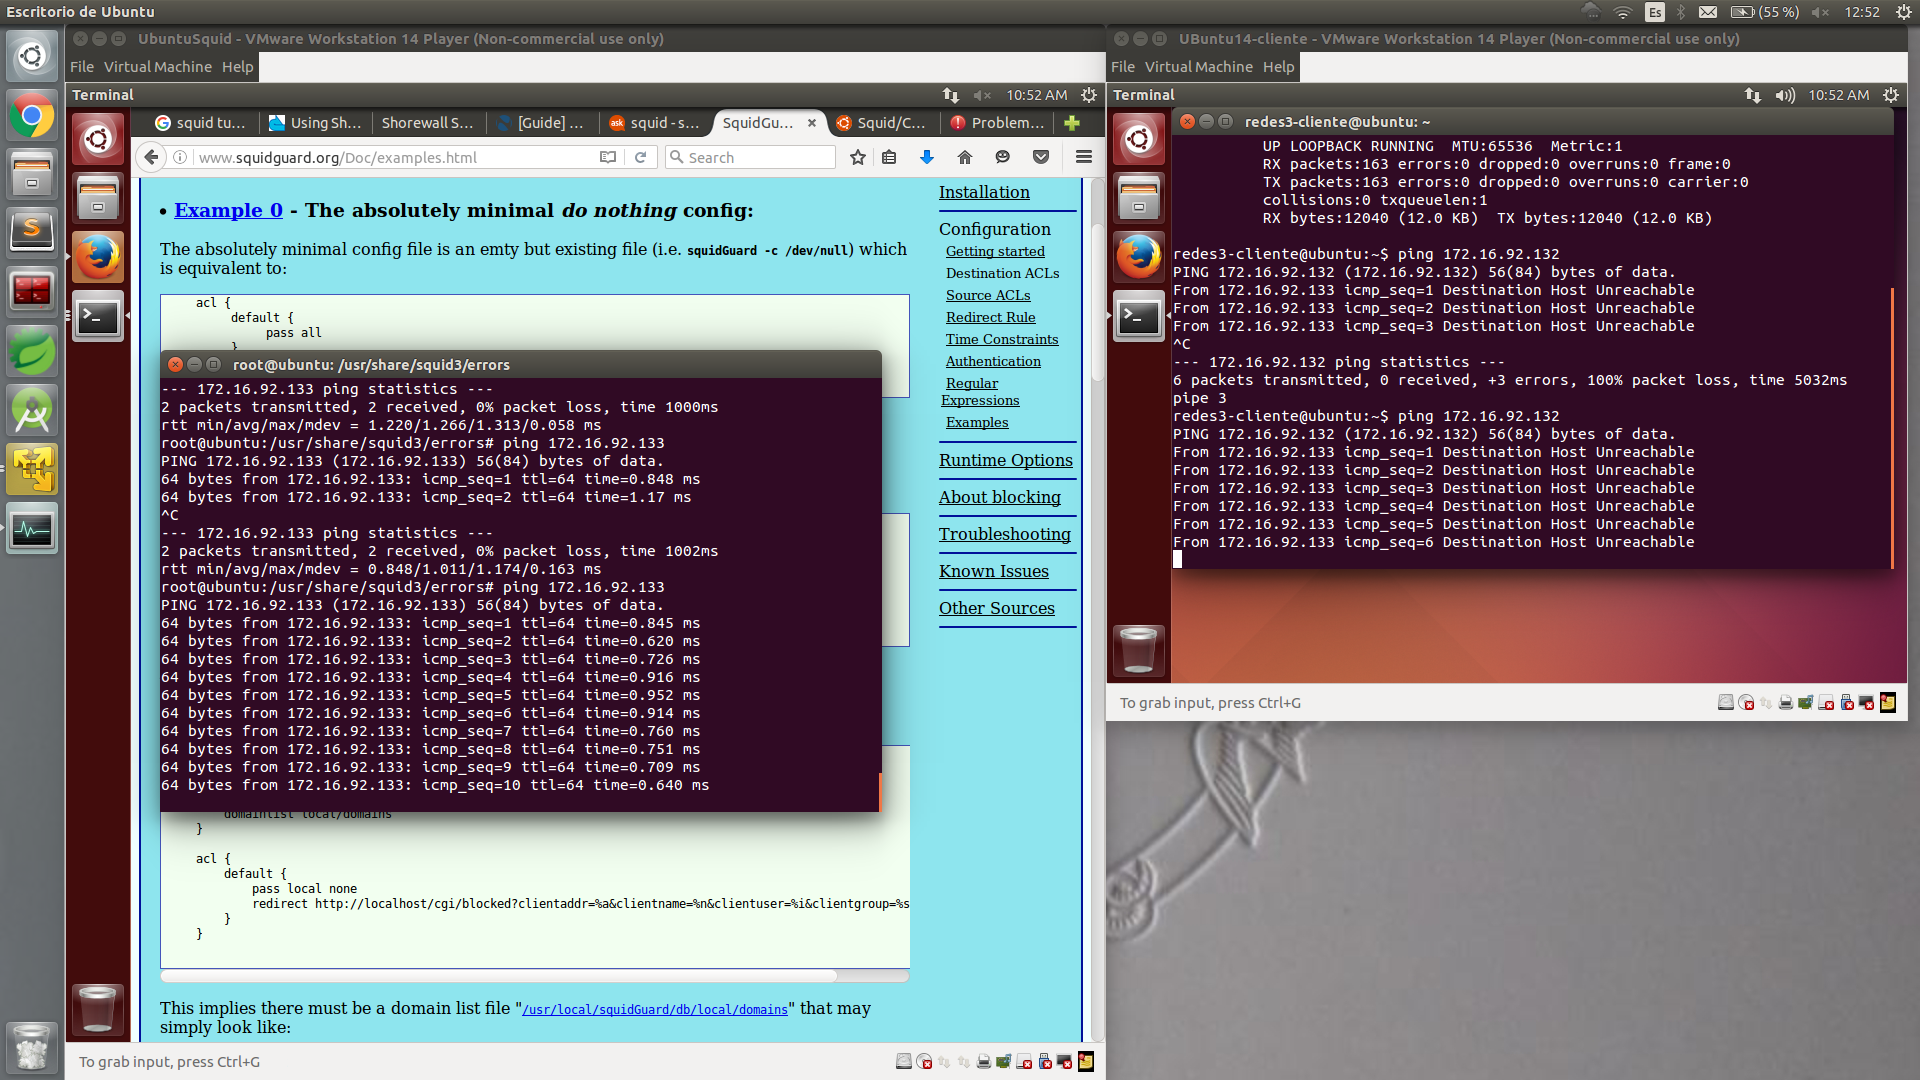 Escritorio de Ubuntu
Es
(55 %)
12:52
UbuntuSquid - VMware Workstation 14 Player (Non-commercial use only)
File Virtual Machine Help
Terminal
10:52 AM
squid tu...
Using Sh...
Shorewall S...
[Guide] ...
ask
squid - s...
SquidGu...
Squid/C...
Problem...
www.squidguard.org/Doc/examples.html
Search
• Example 0 - The absolutely minimal do nothing config:
The absolutely minimal config file is an emty but existing file (i.e. squidGuard -c /dev/null) which
is equivalent to:
acl {
default {
pass all
}
root@ubuntu: /usr/share/squid3/errors
--- 172.16.92.133 ping statistics ---
2 packets transmitted, 2 received, 0% packet loss, time 1000ms
rtt min/avg/max/mdev = 1.220/1.266/1.313/0.058 ms
root@ubuntu:/usr/share/squid3/errors# ping 172.16.92.133
PING 172.16.92.133 (172.16.92.133) 56(84) bytes of data.
64 bytes from 172.16.92.133: icmp_seq=1 ttl=64 time=0.848 ms
64 bytes from 172.16.92.133: icmp_seq=2 ttl=64 time=1.17 ms
^C
--- 172.16.92.133 ping statistics ---
2 packets transmitted, 2 received, 0% packet loss, time 1002ms
rtt min/avg/max/mdev = 0.848/1.011/1.174/0.163 ms
root@ubuntu:/usr/share/squid3/errors# ping 172.16.92.133
PING 172.16.92.133 (172.16.92.133) 56(84) bytes of data.
64 bytes from 172.16.92.133: icmp_seq=1 ttl=64 time=0.845 ms
64 bytes from 172.16.92.133: icmp_seq=2 ttl=64 time=0.620 ms
64 bytes from 172.16.92.133: icmp_seq=3 ttl=64 time=0.726 ms
64 bytes from 172.16.92.133: icmp_seq=4 ttl=64 time=0.916 ms
64 bytes from 172.16.92.133: icmp_seq=5 ttl=64 time=0.952 ms
64 bytes from 172.16.92.133: icmp_seq=6 ttl=64 time=0.914 ms
64 bytes from 172.16.92.133: icmp_seq=7 ttl=64 time=0.760 ms
64 bytes from 172.16.92.133: icmp_seq=8 ttl=64 time=0.751 ms
64 bytes from 172.16.92.133: icmp_seq=9 ttl=64 time=0.709 ms
64 bytes from 172.16.92.133: icmp_seq=10 ttl=64 time=0.640 ms
domainlist local/domains
}
acl {
default {
pass local none
redirect http://localhost/cgi/blocked?clientaddr=%a&clientname=%n&clientuser=%i&clientgroup=%s
}
}
This implies there must be a domain list file "/usr/local/squidGuard/db/local/domains" that may
simply look like:
Installation
Configuration
Getting started
Destination ACLs
Source ACLs
Redirect Rule
Time Constraints
Authentication
Regular
Expressions
Examples
Runtime Options
About blocking
Troubleshooting
Known Issues
Other Sources
To grab input, press Ctrl+G
UBuntu14-cliente - VMware Workstation 14 Player (Non-commercial use only)
File Virtual Machine Help
Terminal
10:52 AM
redes3-cliente@ubuntu: ~
UP LOOPBACK RUNNING  MTU:65536  Metric:1
RX packets:163 errors:0 dropped:0 overruns:0 frame:0
TX packets:163 errors:0 dropped:0 overruns:0 carrier:0
collisions:0 txqueuelen:1
RX bytes:12040 (12.0 KB)  TX bytes:12040 (12.0 KB)
redes3-cliente@ubuntu:~$ ping 172.16.92.132
PING 172.16.92.132 (172.16.92.132) 56(84) bytes of data.
From 172.16.92.133 icmp_seq=1 Destination Host Unreachable
From 172.16.92.133 icmp_seq=2 Destination Host Unreachable
From 172.16.92.133 icmp_seq=3 Destination Host Unreachable
^C
--- 172.16.92.132 ping statistics ---
6 packets transmitted, 0 received, +3 errors, 100% packet loss, time 5032ms
pipe 3
redes3-cliente@ubuntu:~$ ping 172.16.92.132
PING 172.16.92.132 (172.16.92.132) 56(84) bytes of data.
From 172.16.92.133 icmp_seq=1 Destination Host Unreachable
From 172.16.92.133 icmp_seq=2 Destination Host Unreachable
From 172.16.92.133 icmp_seq=3 Destination Host Unreachable
From 172.16.92.133 icmp_seq=4 Destination Host Unreachable
From 172.16.92.133 icmp_seq=5 Destination Host Unreachable
From 172.16.92.133 icmp_seq=6 Destination Host Unreachable
To grab input, press Ctrl+G